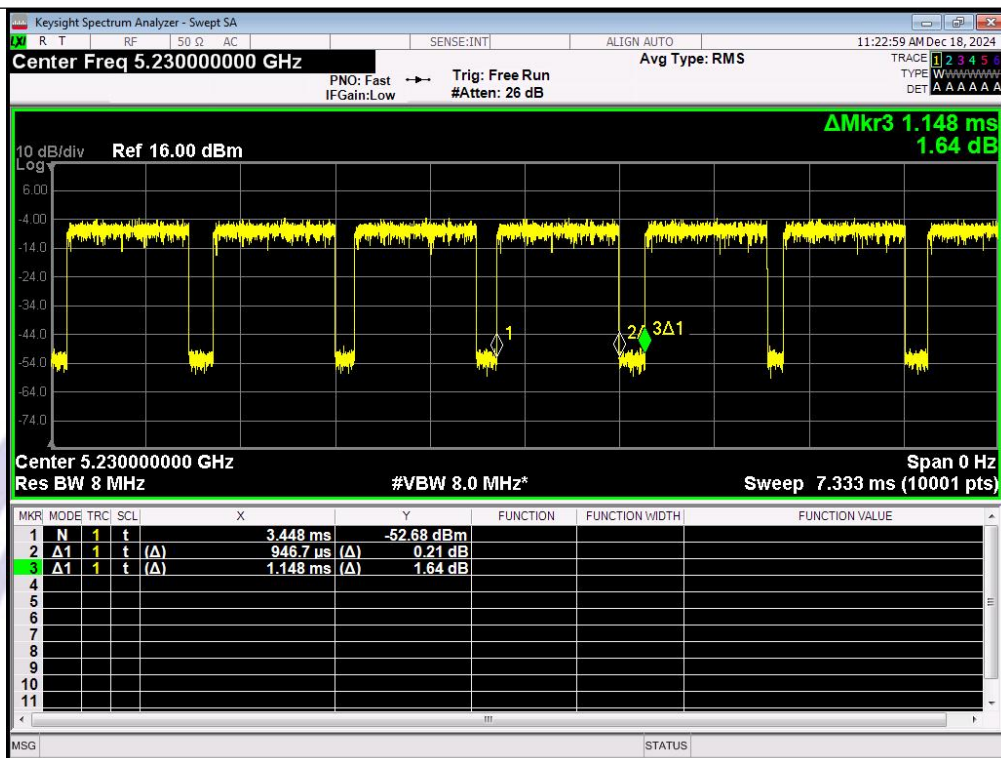 Keysight Spectrum Analyzer - Swept SA
LXI R T RF 50 Ω AC SENSE:INT ALIGN AUTO 11:22:59 AM Dec 18, 2024
Center Freq 5.230000000 GHz Avg Type: RMS TRACE 1 2 3 4 5 6
PNO: Fast Trig: Free Run TYPE WWWWWW
IFGain:Low #Atten: 26 dB DET A A A A A A
ΔMkr3 1.148 ms
10 dB/div Ref 16.00 dBm 1.64 dB
Log
6.00
-4.00
-14.0
-24.0
-34.0
-44.0 1 2Δ 3Δ1
-54.0
-64.0
-74.0
Center 5.230000000 GHz Span 0 Hz
Res BW 8 MHz #VBW 8.0 MHz* Sweep 7.333 ms (10001 pts)
MKR MODE TRC SCL X Y FUNCTION FUNCTION WIDTH FUNCTION VALUE
1 N 1 t 3.448 ms -52.68 dBm
2 Δ1 1 t (Δ) 946.7 µs (Δ) 0.21 dB
3 Δ1 1 t (Δ) 1.148 ms (Δ) 1.64 dB
4
5
6
7
8
9
10
11
MSG STATUS